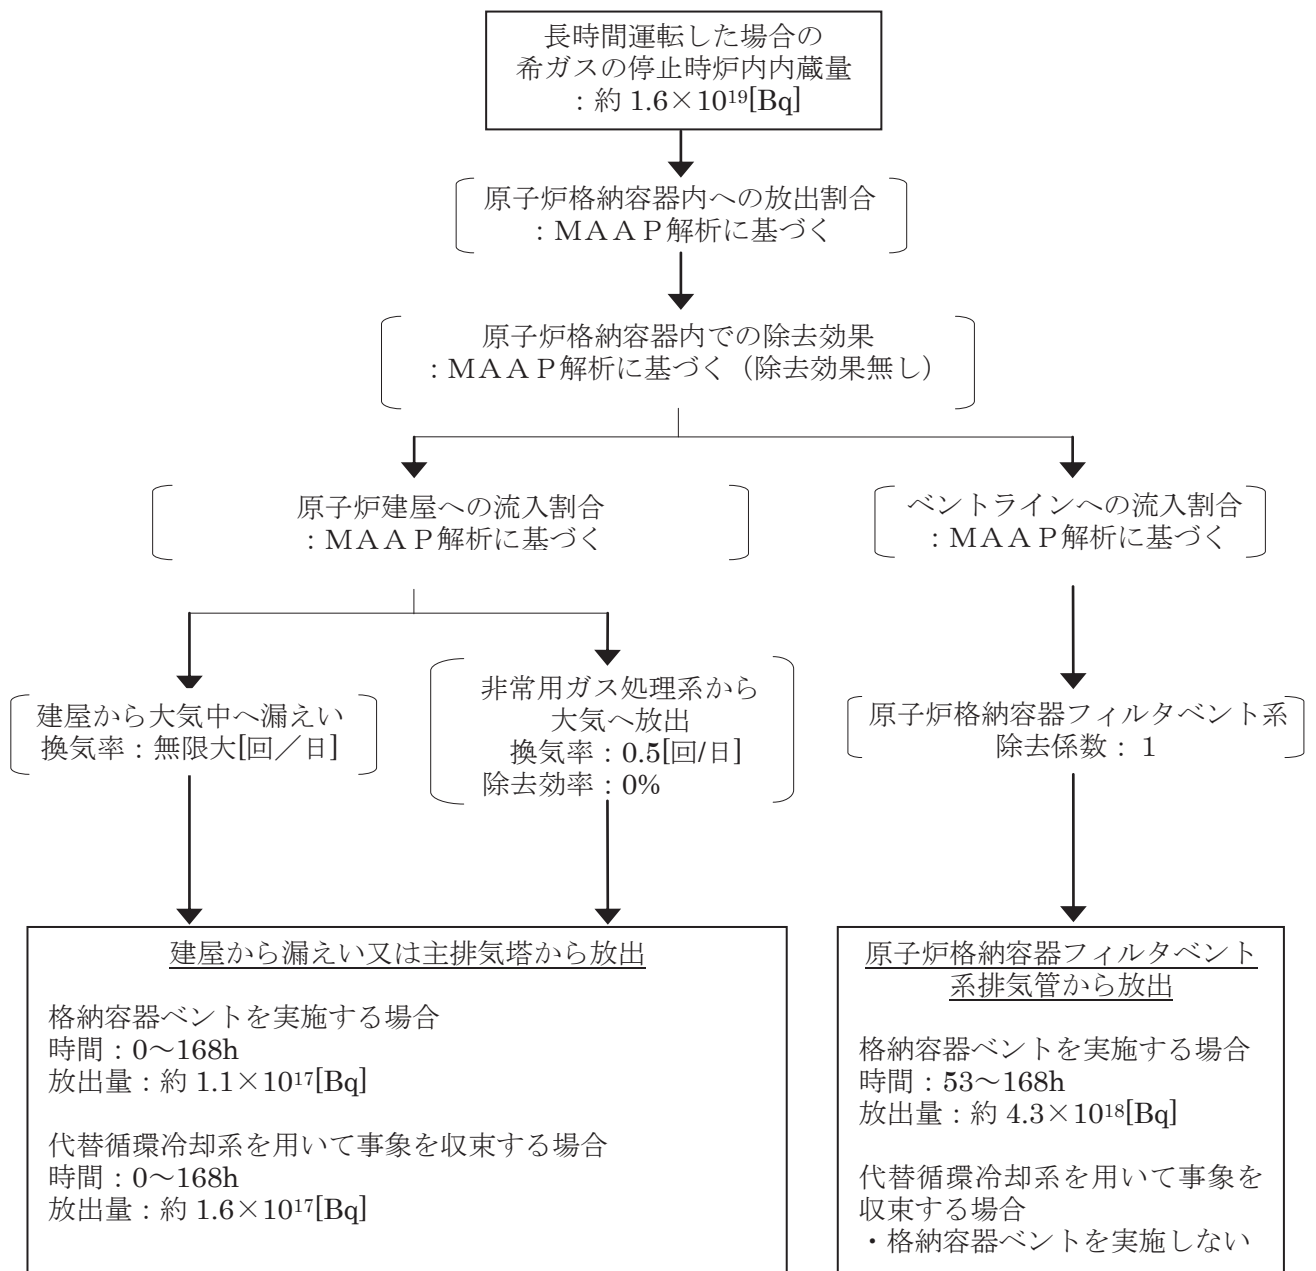 長時間運転した場合の
希ガスの停止時炉内内蔵量
：約 1.6×10¹⁹[Bq]
原子炉格納容器内への放出割合
：ＭＡＡＰ解析に基づく
原子炉格納容器内での除去効果
：ＭＡＡＰ解析に基づく（除去効果無し）
原子炉建屋への流入割合
：ＭＡＡＰ解析に基づく
ベントラインへの流入割合
：ＭＡＡＰ解析に基づく
建屋から大気中へ漏えい
換気率：無限大[回／日]
非常用ガス処理系から
大気へ放出
換気率：0.5[回/日]
除去効率：0%
原子炉格納容器フィルタベント系
除去係数：１
建屋から漏えい又は主排気塔から放出
格納容器ベントを実施する場合
時間：0～168h
放出量：約 1.1×10¹⁷[Bq]
代替循環冷却系を用いて事象を収束する場合
時間：0～168h
放出量：約 1.6×10¹⁷[Bq]
原子炉格納容器フィルタベント
系排気管から放出
格納容器ベントを実施する場合
時間：53～168h
放出量：約 4.3×10¹⁸[Bq]
代替循環冷却系を用いて事象を
収束する場合
・格納容器ベントを実施しない